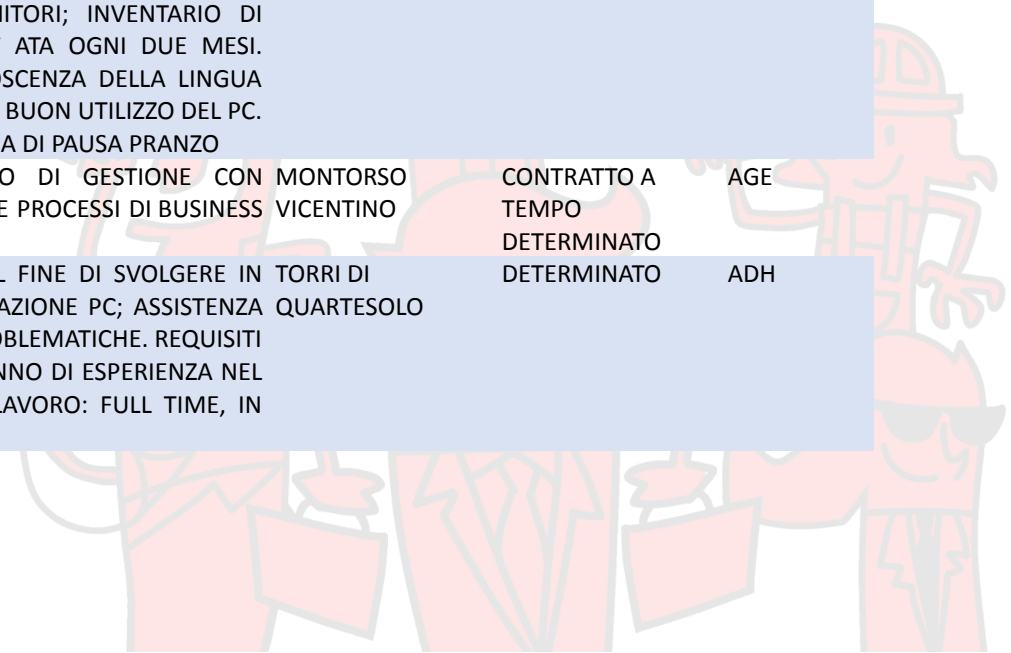 ITORI; INVENTARIO DI
ATA OGNI DUE MESI.
OSCENZA DELLA LINGUA
BUON UTILIZZO DEL PC.
A DI PAUSA PRANZO
O DI GESTIONE CON
E PROCESSI DI BUSINESS
MONTORSO
VICENTINO
CONTRATTO A
TEMPO
DETERMINATO
AGE
L FINE DI SVOLGERE IN
AZIONE PC; ASSISTENZA
OBLEMATICHE. REQUISITI
NNO DI ESPERIENZA NEL
LAVORO: FULL TIME, IN
TORRI DI
QUARTESOLO
DETERMINATO
ADH